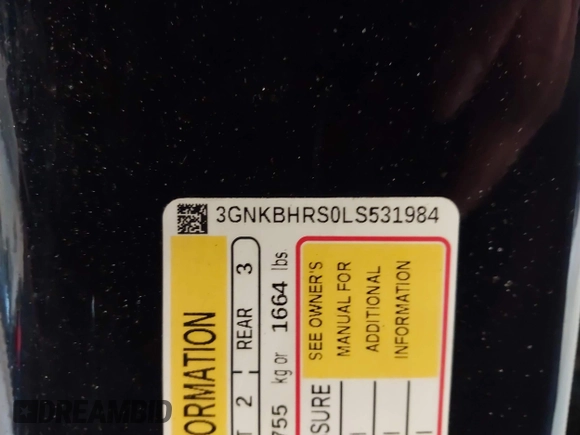 3GNKBHRS0LS531984
ORMATION
2 REAR 3
755 kg or 1664 lbs
SURE
SEE OWNER'S
MANUAL FOR
ADDITIONAL
INFORMATION
DREAMBID